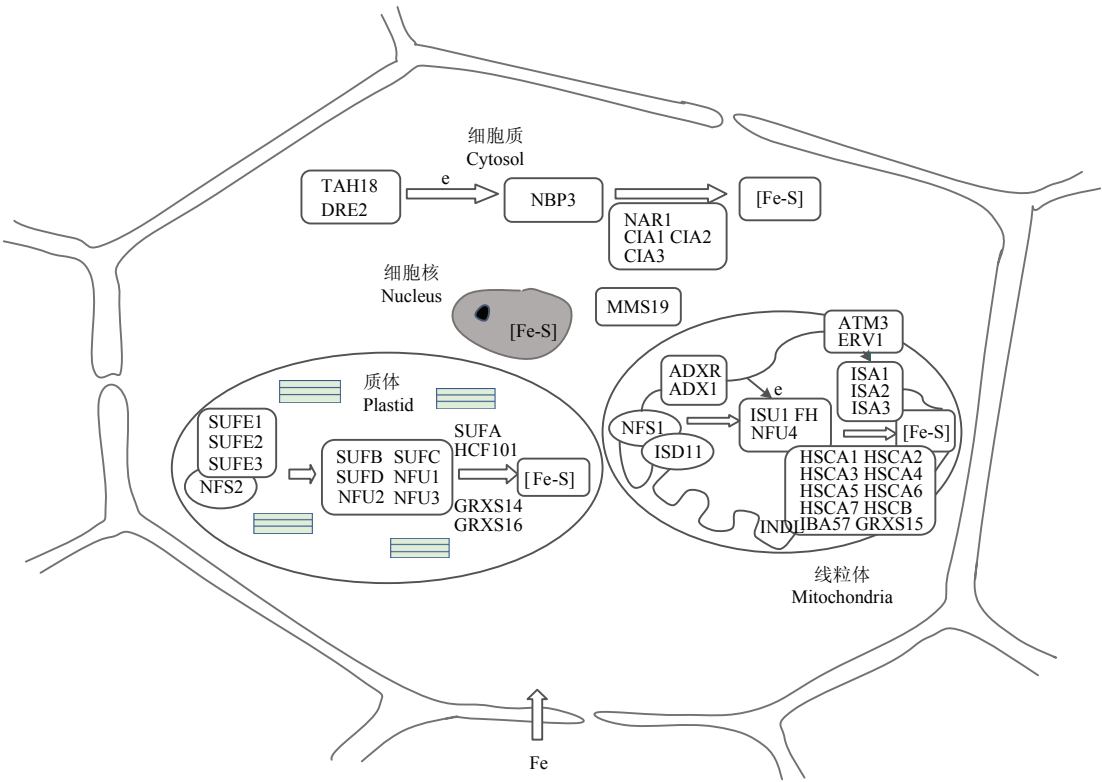 细胞质
Cytosol
TAH18
DRE2
e
NBP3
[Fe-S]
NAR1
CIA1 CIA2
CIA3
细胞核
Nucleus
[Fe-S]
MMS19
ATM3
ERV1
ADXR
ADX1
e
ISA1
ISA2
ISA3
NFS1
ISD11
ISU1 FH
NFU4
[Fe-S]
HSCA1 HSCA2
HSCA3 HSCA4
HSCA5 HSCA6
HSCA7 HSCB
IBA57 GRXS15
INDL
线粒体
Mitochondria
质体
Plastid
SUFE1
SUFE2
SUFE3
NFS2
SUFB SUFC
SUFD NFU1
NFU2 NFU3
SUFA
HCF101
[Fe-S]
GRXS14
GRXS16
Fe